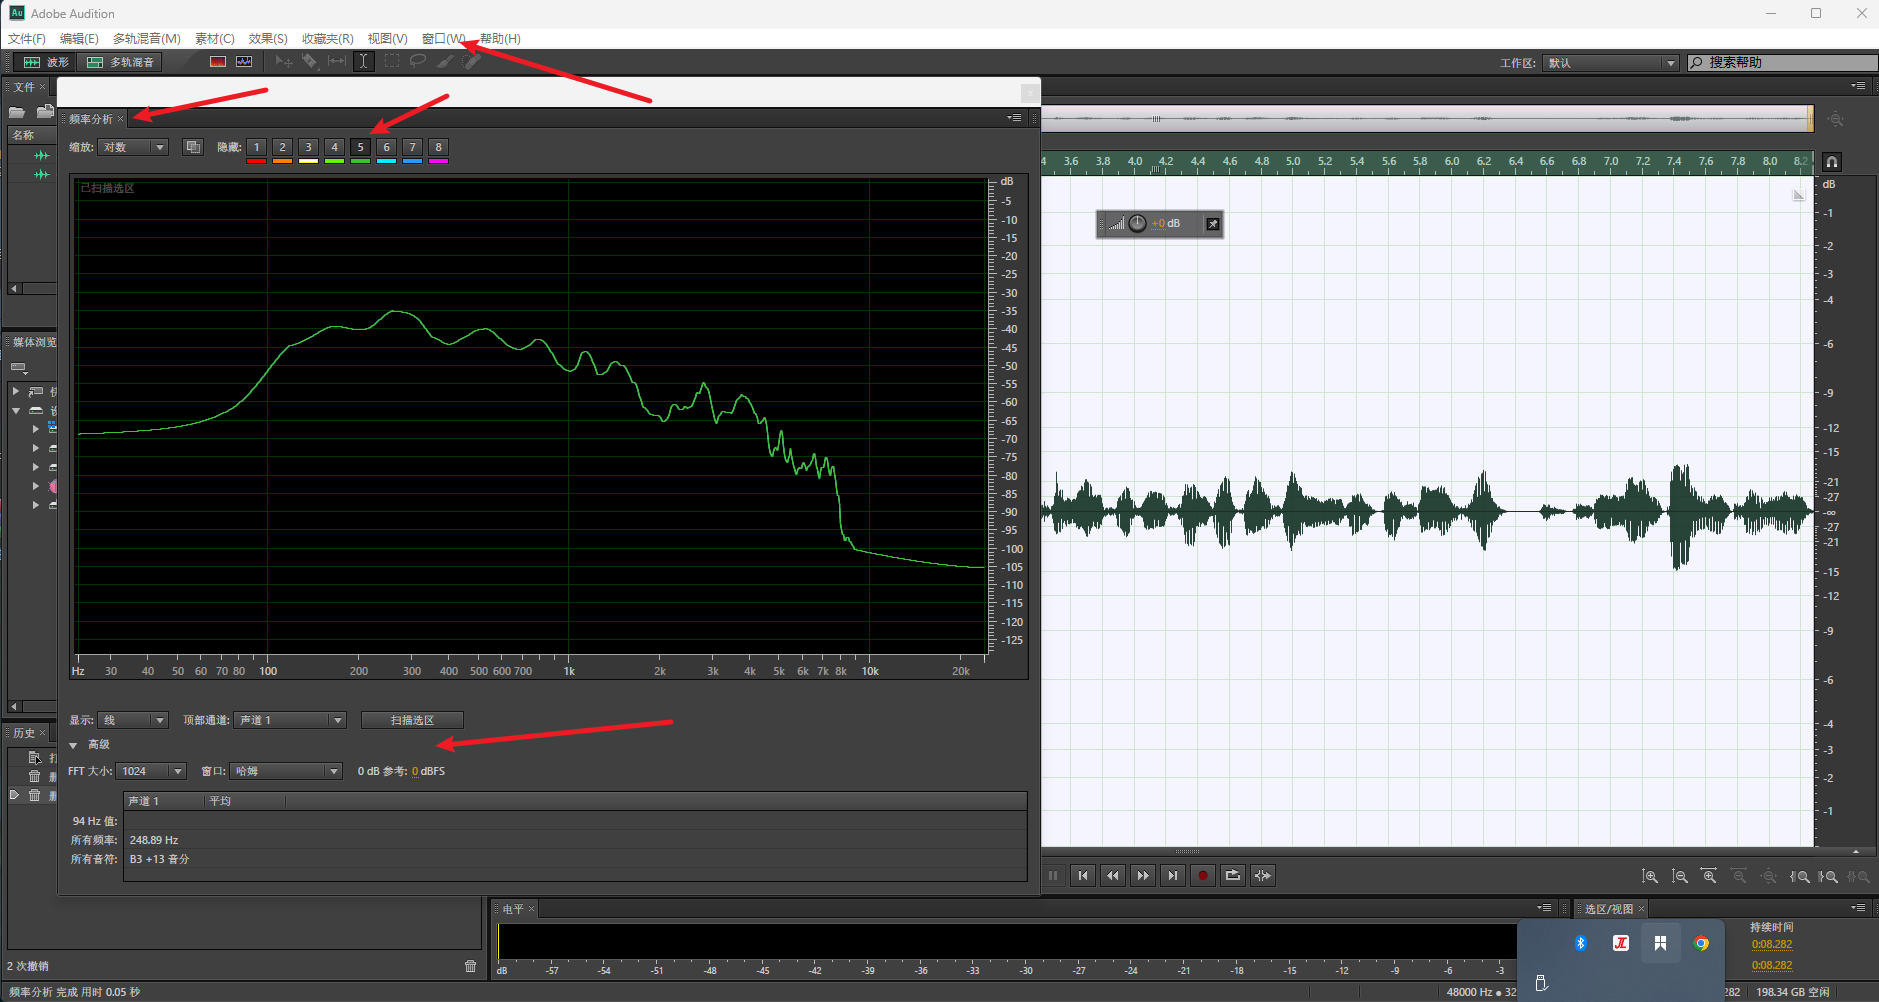 Au Adobe Audition
文件(F) 编辑(E) 多轨混音(M) 素材(C) 效果(S) 收藏夹(R) 视图(V) 窗口(W) 帮助(H)
波形 多轨混音 工作区: 默认 搜索帮助
文件 ×
名称
频率分析 ×
缩放: 对数 隐藏: 1 2 3 4 5 6 7 8
已扫描选区
dB
-5
-10
-15
-20
-25
-30
-35
-40
-45
-50
-55
-60
-65
-70
-75
-80
-85
-90
-95
-100
-105
-110
-115
-120
-125
Hz 30 40 50 60 70 80 100 200 300 400 500 600 700 1k 2k 3k 4k 5k 6k 7k 8k 10k 20k
显示: 线 顶部通道: 声道 1 扫描选区
高级
FFT 大小: 1024 窗口: 哈姆 0 dB 参考: 0 dBFS
声道 1 平均
94 Hz 值:
所有频率: 248.89 Hz
所有音符: B3 +13 音分
4 3.6 3.8 4.0 4.2 4.4 4.6 4.8 5.0 5.2 5.4 5.6 5.8 6.0 6.2 6.4 6.6 6.8 7.0 7.2 7.4 7.6 7.8 8.0 8.2
+0 dB
dB
-1
-2
-3
-4
-6
-9
-12
-15
-21
-27
-∞
-27
-21
-15
-12
-9
-6
-4
-3
-2
-1
媒体浏览
历史 ×
2 次撤销
电平 ×
dB -57 -54 -51 -48 -45 -42 -39 -36 -33 -30 -27 -24 -21 -18 -15 -12 -9 -6 -3
选区/视图 ×
持续时间
0:08.282
0:08.282
频率分析 完成 用时 0.05 秒
48000 Hz ● 32
282 198.34 GB 空闲